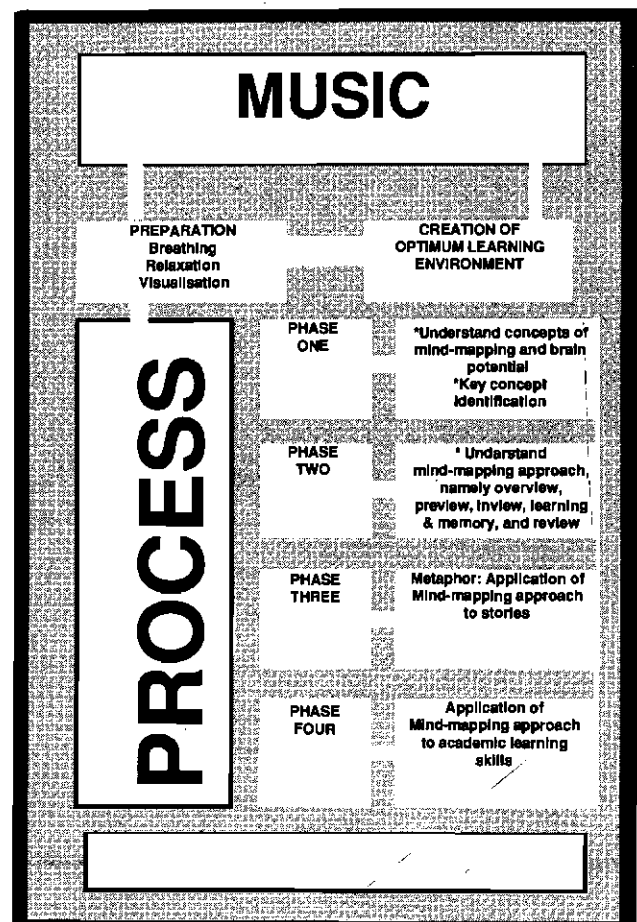 MUSIC
PREPARATION
Breathing
Relaxation
Visualisation
CREATION OF
OPTIMUM LEARNING
ENVIRONMENT
PROCESS
PHASE
ONE
*Understand concepts of
mind-mapping and brain
potential
*Key concept
identification
PHASE
TWO
* Understand
mind-mapping approach,
namely overview,
preview, inview, learning
& memory, and review
PHASE
THREE
Metaphor: Application of
Mind-mapping approach
to stories
PHASE
FOUR
Application of
Mind-mapping approach
to academic learning
skills